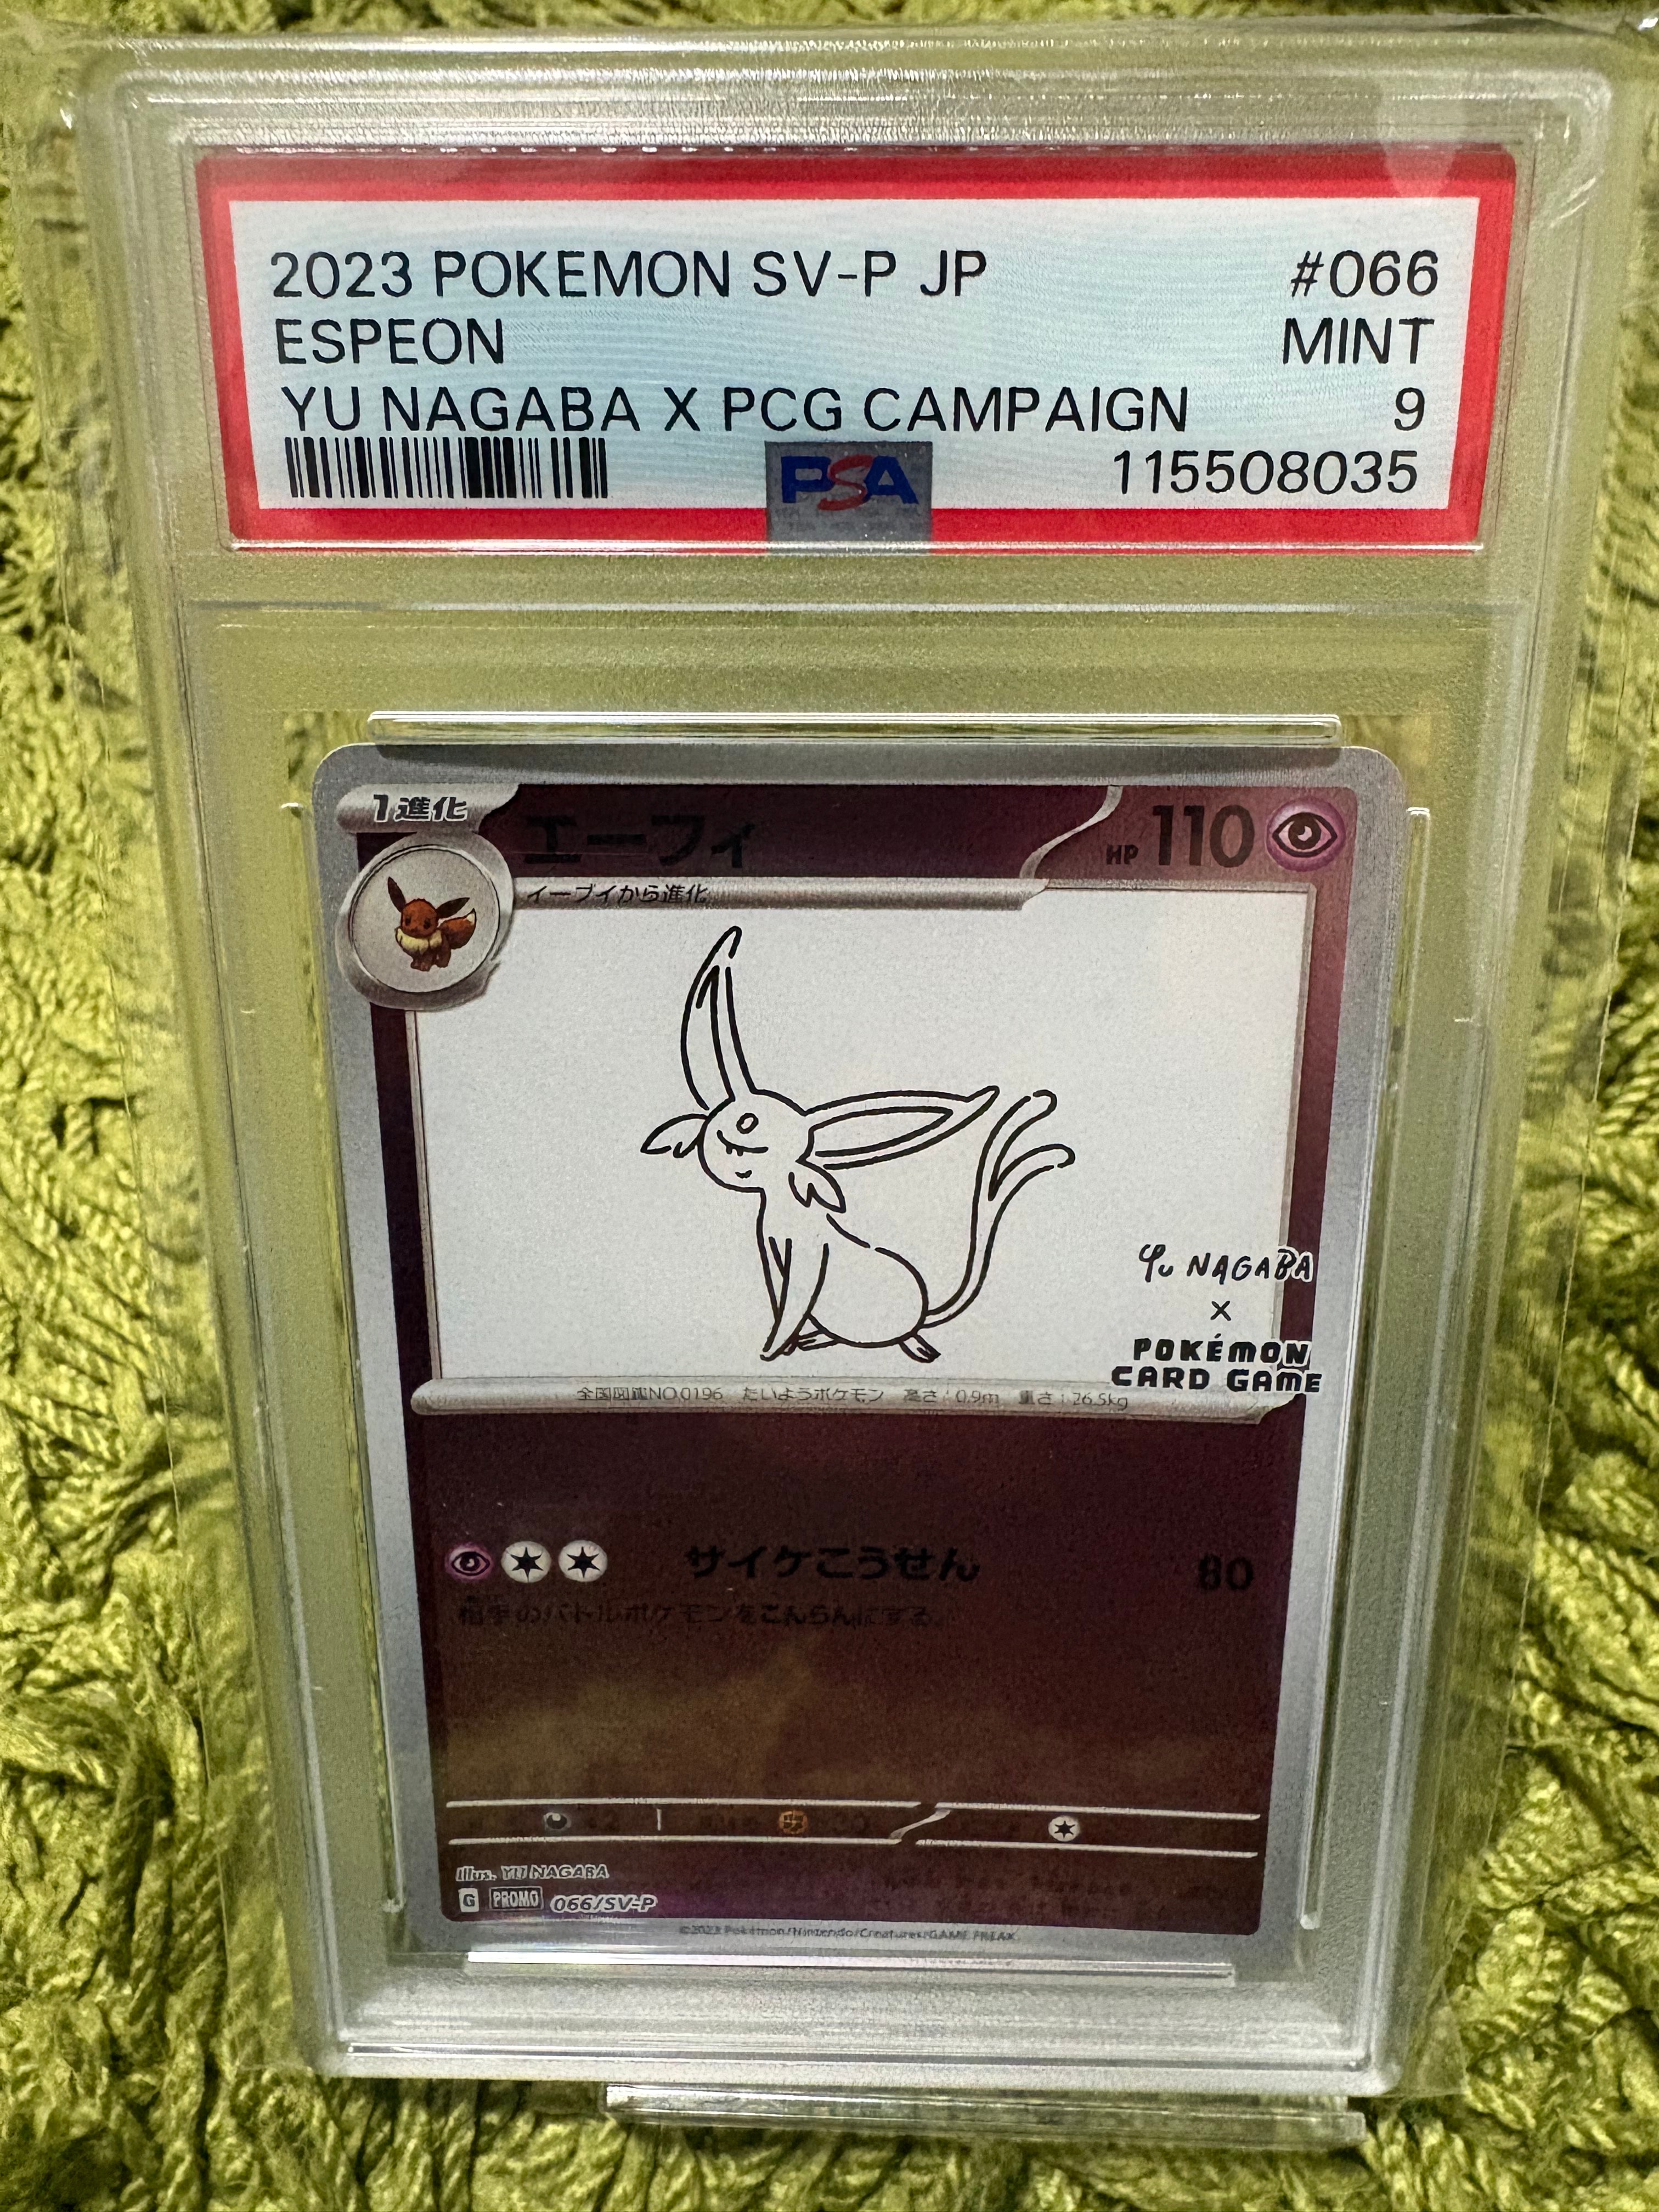 2023 POKEMON SV-P JP #066
ESPEON MINT
YU NAGABA X PCG CAMPAIGN 9
PSA 115508035
1進化 エーフィ HP 110
イーブイから進化
Yu NAGABA
×
POKÉMON
CARD GAME
全国図鑑NO.0196 たいようポケモン 高さ:0.9m 重さ:26.5kg
サイケこうせん 80
相手のバトルポケモンをこんらんにする。
Illus. YU NAGABA
G PROMO 066/SV-P
©2023 Pokémon/Nintendo/Creatures/GAME FREAK.